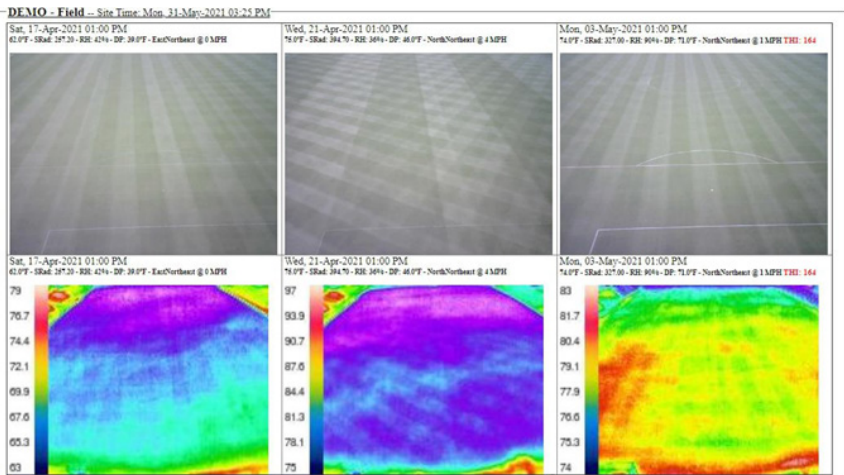 DEMO - Field -- Site Time: Mon, 31-May-2021 03:25 PM
Sat, 17-Apr-2021 01:00 PM
62.0°F - SRad: 257.20 - RH: 42% - DP: 39.0°F - EastNortheast @ 0 MPH
Wed, 21-Apr-2021 01:00 PM
76.0°F - SRad: 394.70 - RH: 36% - DP: 46.0°F - NorthNortheast @ 4 MPH
Mon, 03-May-2021 01:00 PM
74.0°F - SRad: 327.00 - RH: 90% - DP: 71.0°F - NorthNortheast @ 1 MPH THI: 164
Sat, 17-Apr-2021 01:00 PM
62.0°F - SRad: 257.20 - RH: 42% - DP: 39.0°F - EastNortheast @ 0 MPH
Wed, 21-Apr-2021 01:00 PM
76.0°F - SRad: 394.70 - RH: 36% - DP: 46.0°F - NorthNortheast @ 4 MPH
Mon, 03-May-2021 01:00 PM
74.0°F - SRad: 327.00 - RH: 90% - DP: 71.0°F - NorthNortheast @ 1 MPH THI: 164
79
76.7
74.4
72.1
69.9
67.6
65.3
63
97
93.9
90.7
87.6
84.4
81.3
78.1
75
83
81.7
80.4
79.1
77.9
76.6
75.3
74